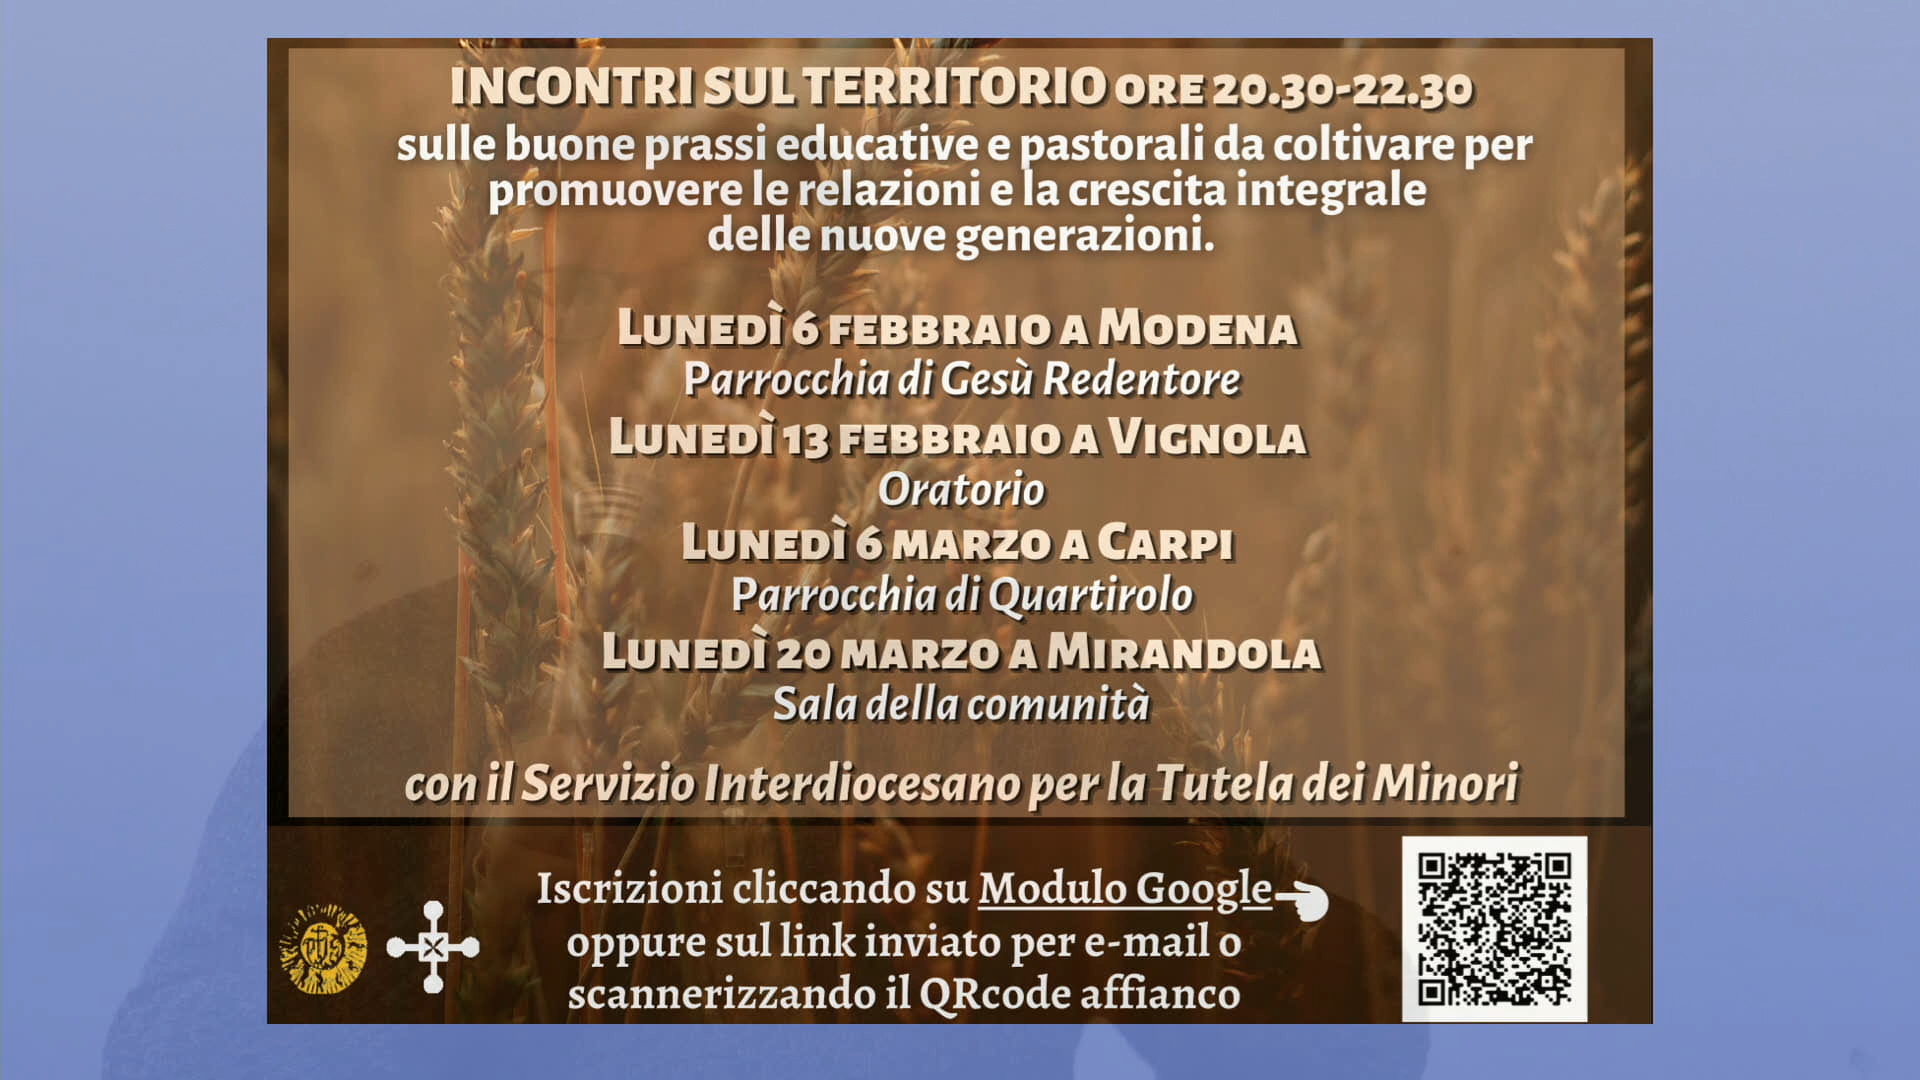 INCONTRI SUL TERRITORIO ORE 20.30-22.30
sulle buone prassi educative e pastorali da coltivare per
promuovere le relazioni e la crescita integrale
delle nuove generazioni.
LUNEDÌ 6 FEBBRAIO A MODENA
Parrocchia di Gesù Redentore
LUNEDÌ 13 FEBBRAIO A VIGNOLA
Oratorio
LUNEDÌ 6 MARZO A CARPI
Parrocchia di Quartirolo
LUNEDÌ 20 MARZO A MIRANDOLA
Sala della comunità
con il Servizio Interdiocesano per la Tutela dei Minori
Iscrizioni cliccando su Modulo Google
oppure sul link inviato per e-mail o
scannerizzando il QRcode affianco